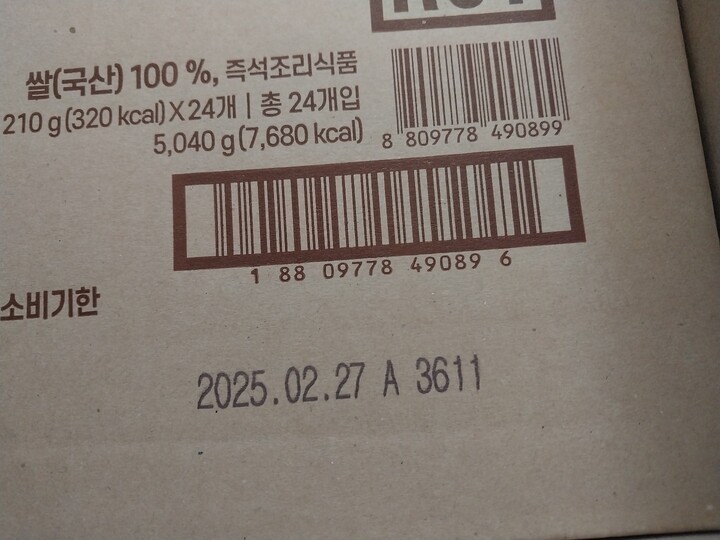 쌀(국산) 100 %, 즉석조리식품
210 g (320 kcal) X 24개 | 총 24개입
5,040 g (7,680 kcal)
8 809778 490899
1 88 09778 49089 6
소비기한
2025.02.27 A 3611